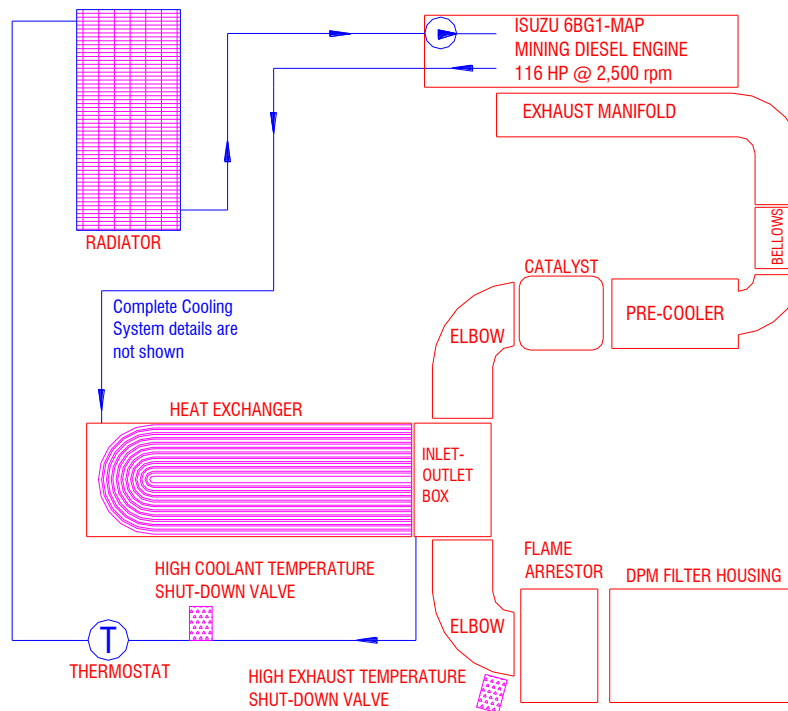 ISUZU 6BG1-MAP
MINING DIESEL ENGINE
116 HP @ 2,500 rpm
EXHAUST MANIFOLD
BELLOWS
RADIATOR
CATALYST
PRE-COOLER
Complete Cooling
System details are
not shown
ELBOW
HEAT EXCHANGER
INLET-
OUTLET
BOX
HIGH COOLANT TEMPERATURE
SHUT-DOWN VALVE
FLAME
ARRESTOR
DPM FILTER HOUSING
ELBOW
T
THERMOSTAT
HIGH EXHAUST TEMPERATURE
SHUT-DOWN VALVE